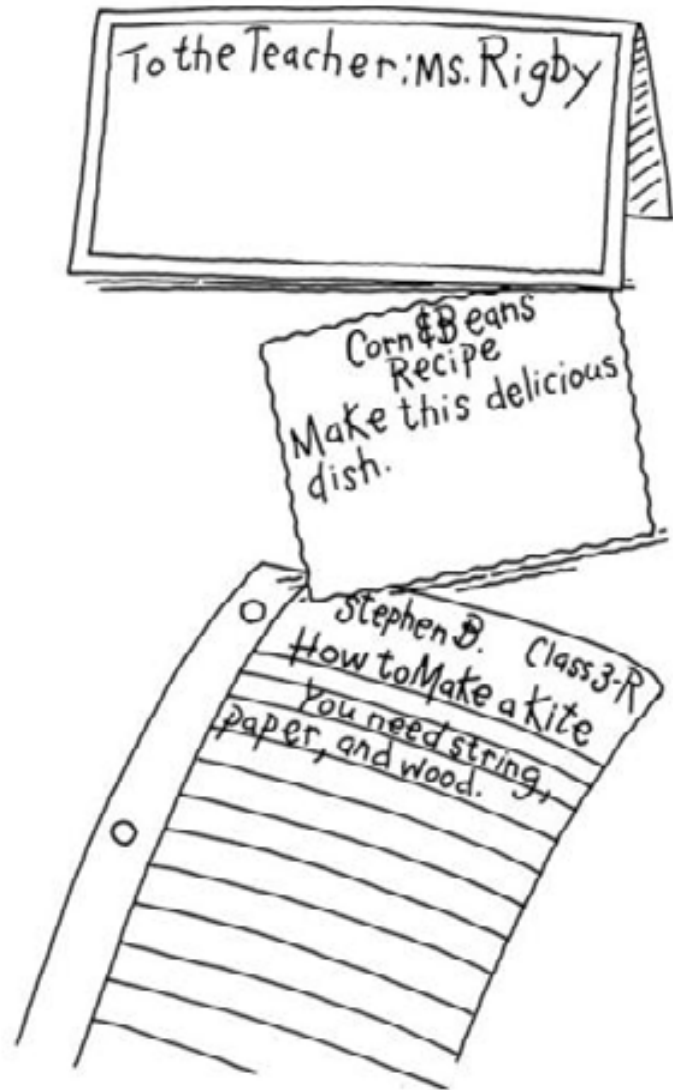 To the Teacher: Ms. Rigby
Corn & Beans
Recipe
Make this delicious
dish.
Stephen B. Class 3-R
How to Make a Kite
You need string,
paper, and wood.